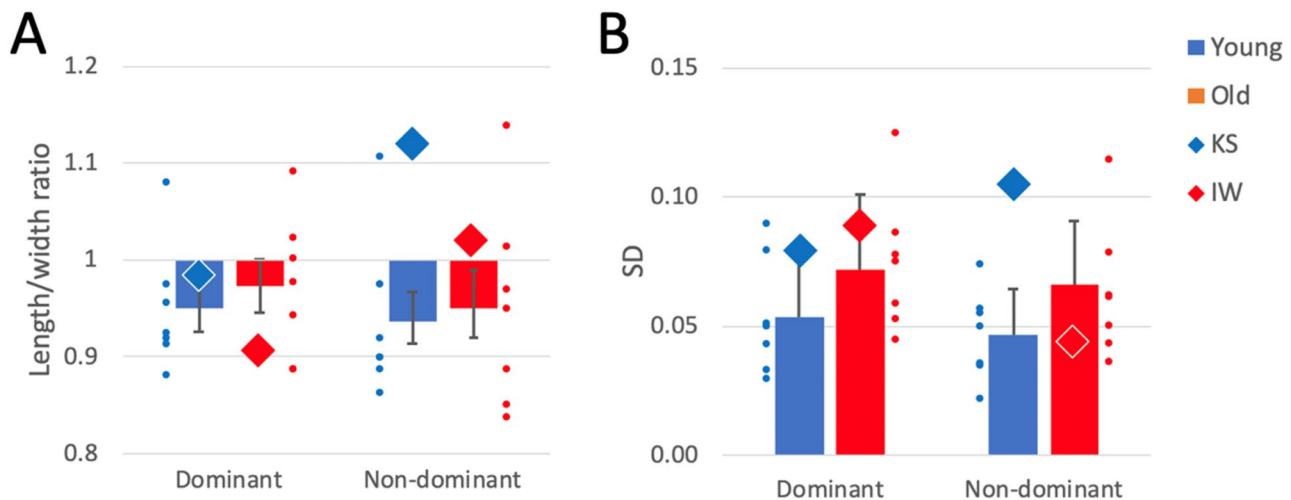 A
Length/width ratio
1.2
1.1
1
0.9
0.8
Dominant
Non-dominant
B
SD
0.15
0.10
0.05
0.00
Dominant
Non-dominant
Young
Old
KS
IW